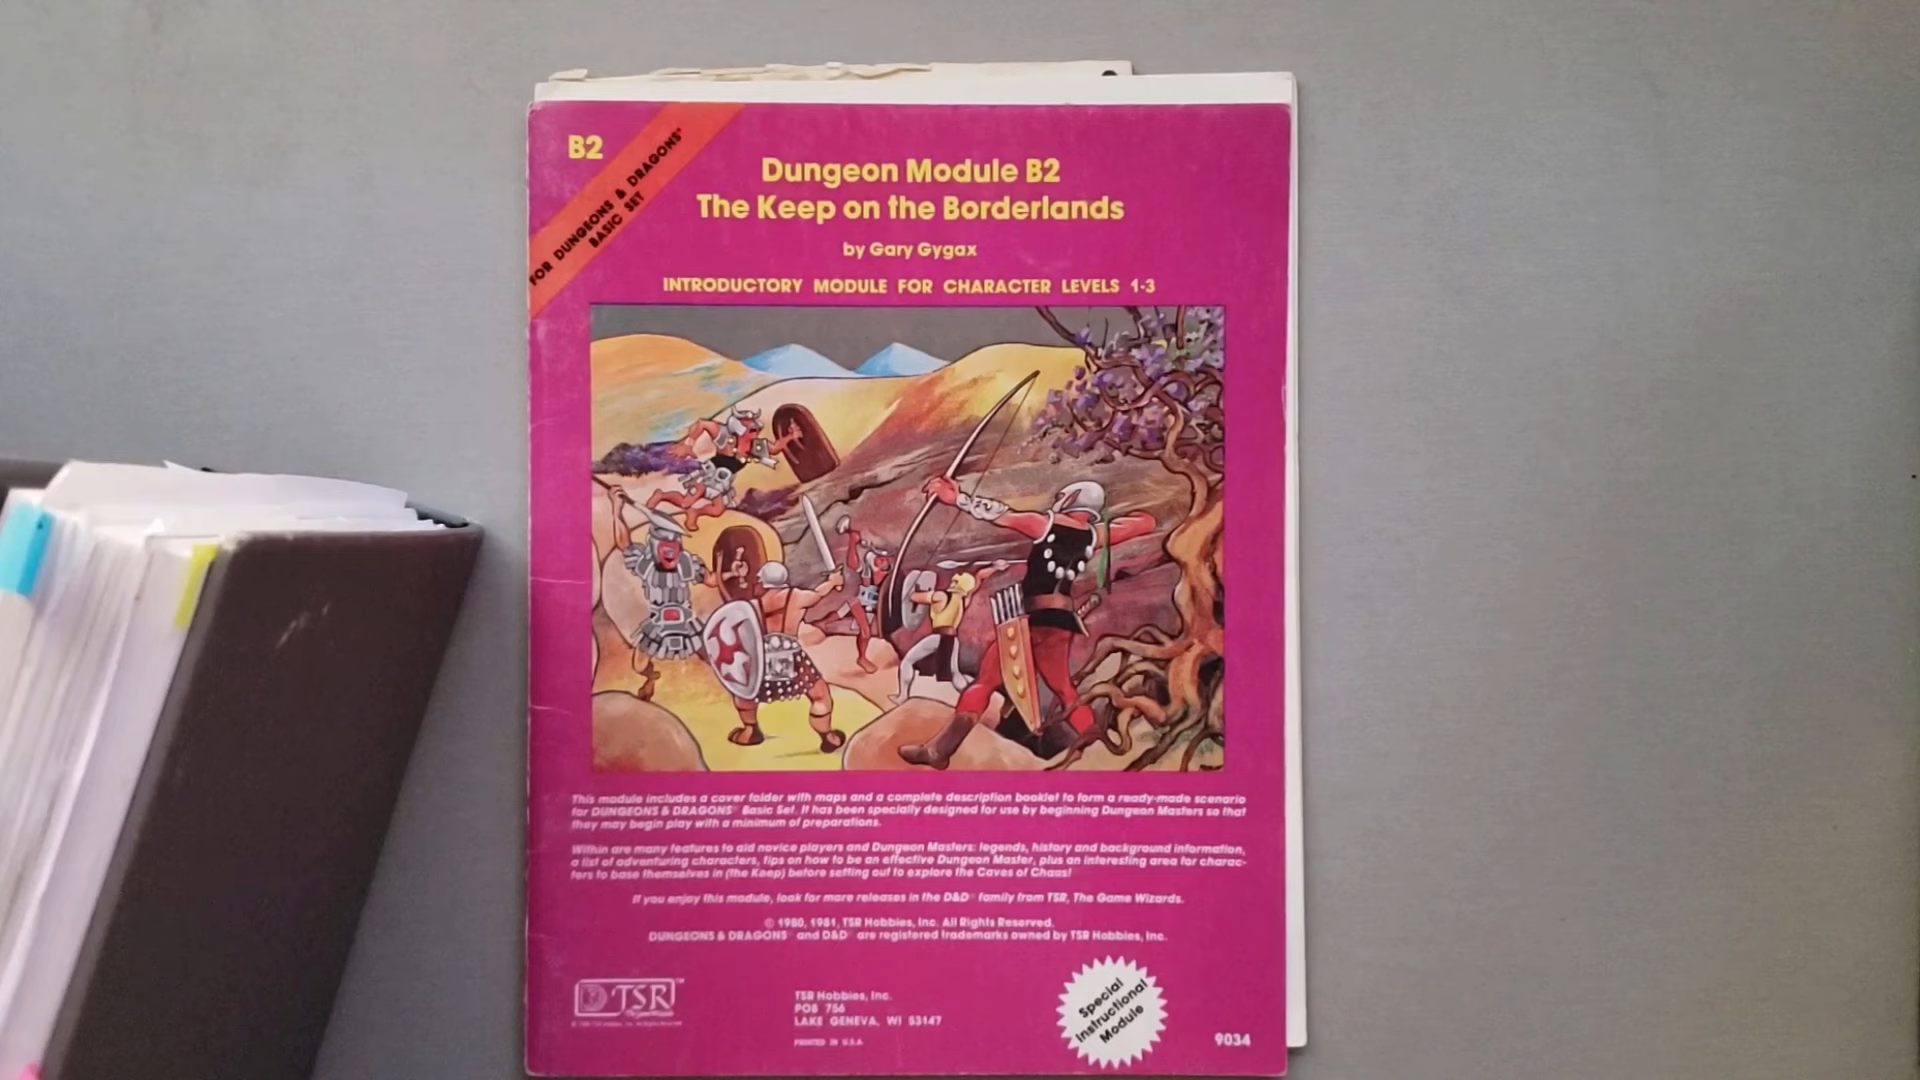 B2
FOR DUNGEONS & DRAGONS®
BASIC SET
Dungeon Module B2
The Keep on the Borderlands
by Gary Gygax
INTRODUCTORY MODULE FOR CHARACTER LEVELS 1-3
This module includes a cover folder with maps and a complete description booklet to form a ready-made scenario
for DUNGEONS & DRAGONS® Basic Set. It has been specially designed for use by beginning Dungeon Masters so that
they may begin play with a minimum of preparations.
Within are many features to aid novice players and Dungeon Masters: legends, history and background information,
a list of adventuring characters, tips on how to be an effective Dungeon Master, plus an interesting area for charac-
ters to base themselves in (the Keep) before setting out to explore the Caves of Chaos!
If you enjoy this module, look for more releases in the D&D® family from TSR, The Game Wizards.
© 1980, 1981, TSR Hobbies, Inc. All Rights Reserved.
DUNGEONS & DRAGONS® and D&D® are registered trademarks owned by TSR Hobbies, Inc.
TSR™
TSR Hobbies, Inc.
POB 756
LAKE GENEVA, WI 53147
PRINTED IN U.S.A.
Special
Instructional
Module
9034